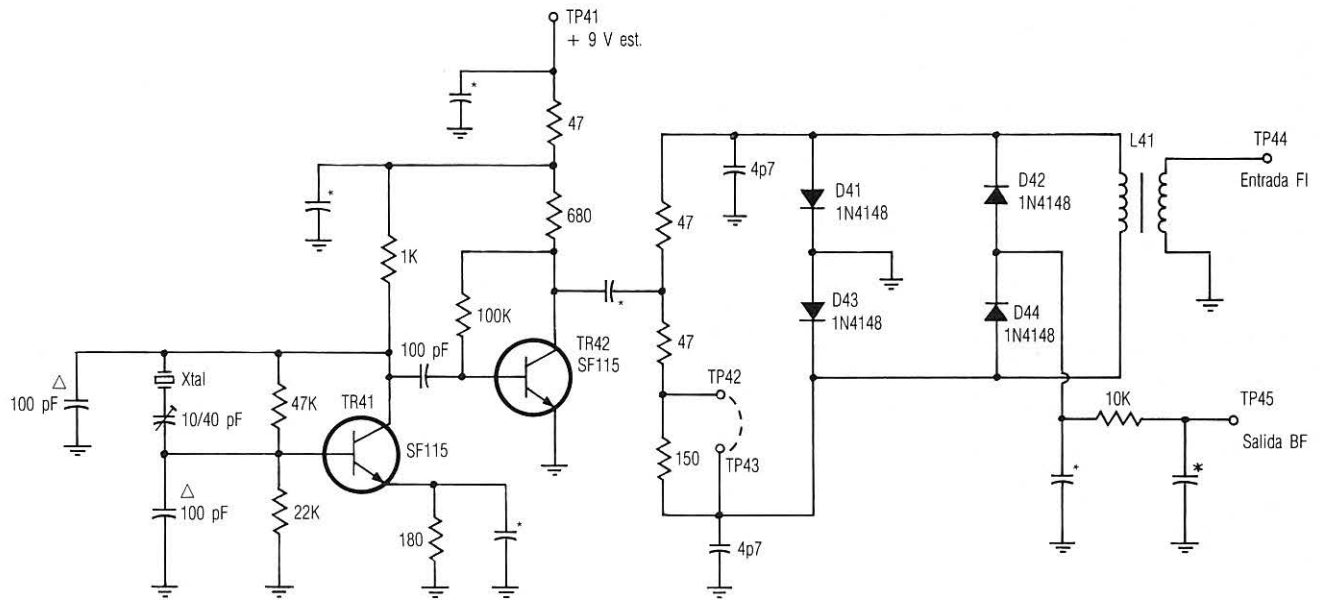 TP41
+ 9 V est.
*
47
*
680
1K
100K
100 pF
TR42
SF115
*
△
100 pF
Xtal
10/40 pF
47K
TR41
SF115
△
100 pF
22K
180
*
4p7
47
47
TP42
TP43
150
4p7
D41
1N4148
D43
1N4148
D42
1N4148
D44
1N4148
L41
TP44
Entrada FI
10K
TP45
Salida BF
*
*